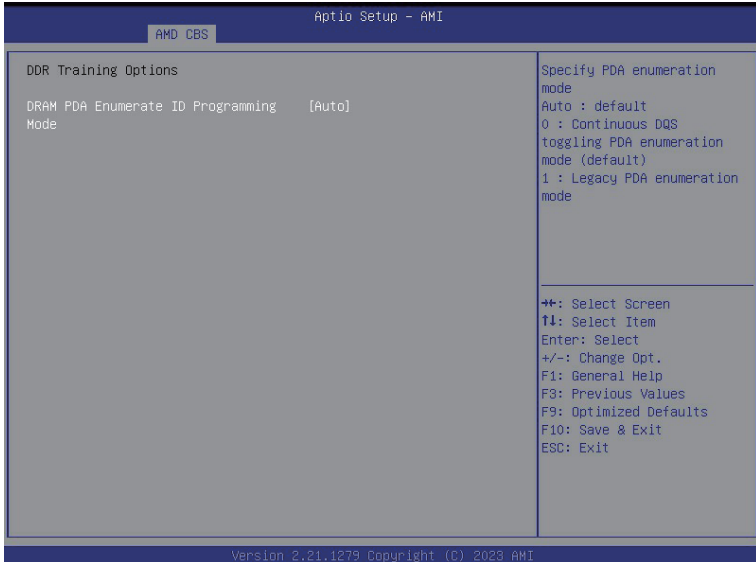 Aptio Setup – AMI
AMD CBS
DDR Training Options
DRAM PDA Enumerate ID Programming [Auto]
Mode
Specify PDA enumeration
mode
Auto : default
0 : Continuous DQS
toggling PDA enumeration
mode (default)
1 : Legacy PDA enumeration
mode
→←: Select Screen
↑↓: Select Item
Enter: Select
+/-: Change Opt.
F1: General Help
F3: Previous Values
F9: Optimized Defaults
F10: Save & Exit
ESC: Exit
Version 2.21.1279 Copyright (C) 2023 AMI